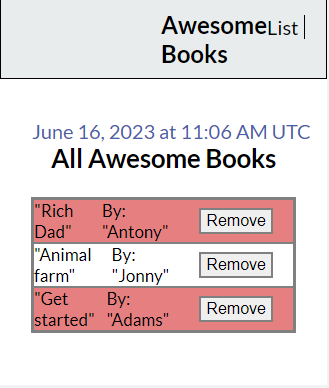 Awesome List |
Books
June 16, 2023 at 11:06 AM UTC
All Awesome Books
"Rich By: Remove
Dad" "Antony"
"Animal By: Remove
farm" "Jonny"
"Get By: Remove
started" "Adams"